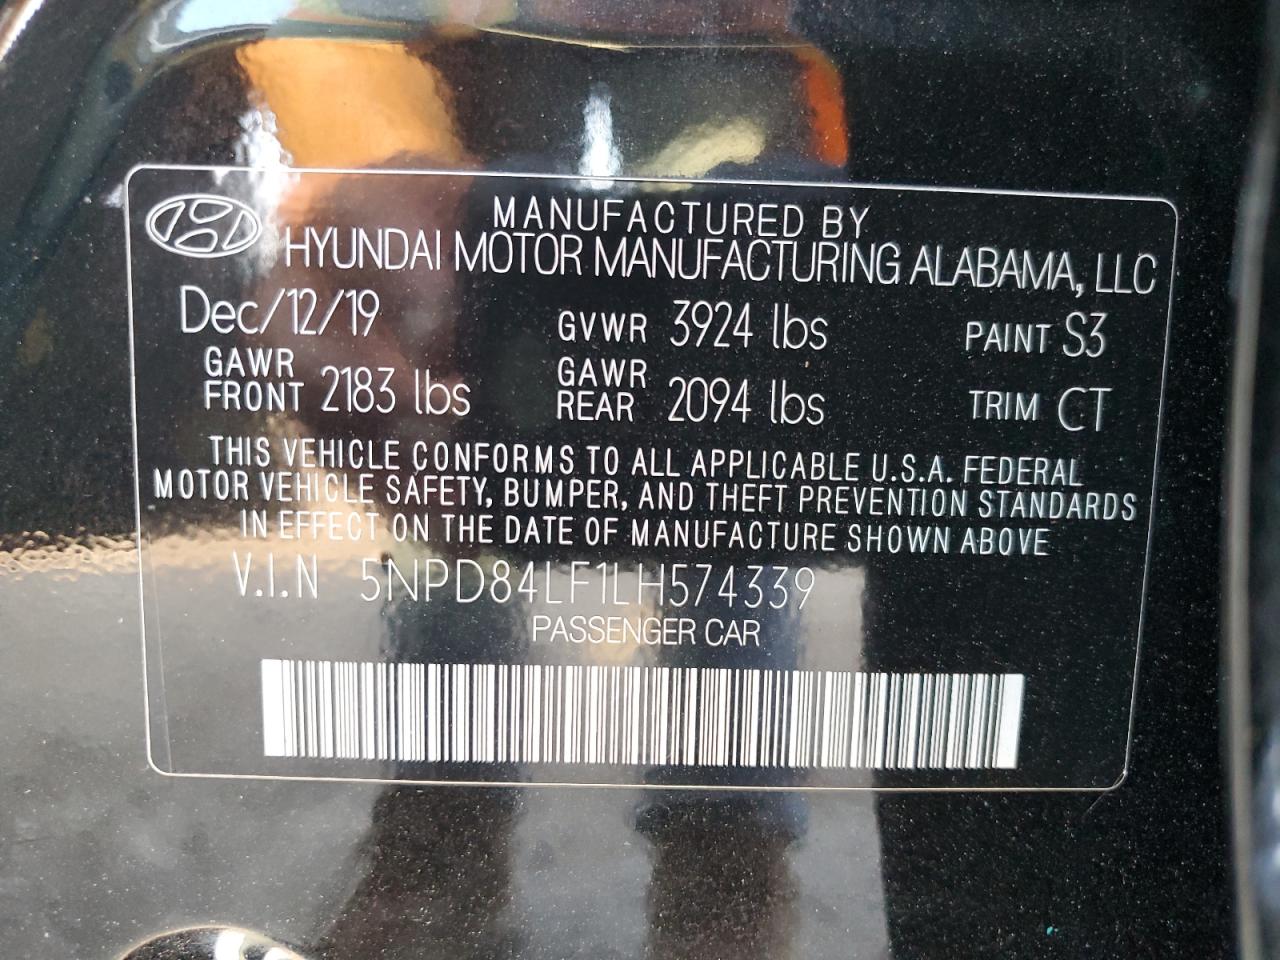 MANUFACTURED BY
HYUNDAI MOTOR MANUFACTURING ALABAMA, LLC
Dec/12/19 GVWR 3924 lbs PAINT S3
GAWR FRONT 2183 lbs GAWR REAR 2094 lbs TRIM CT
THIS VEHICLE CONFORMS TO ALL APPLICABLE U.S.A. FEDERAL
MOTOR VEHICLE SAFETY, BUMPER, AND THEFT PREVENTION STANDARDS
IN EFFECT ON THE DATE OF MANUFACTURE SHOWN ABOVE
V.I.N 5NPD84LF1LH574339
PASSENGER CAR